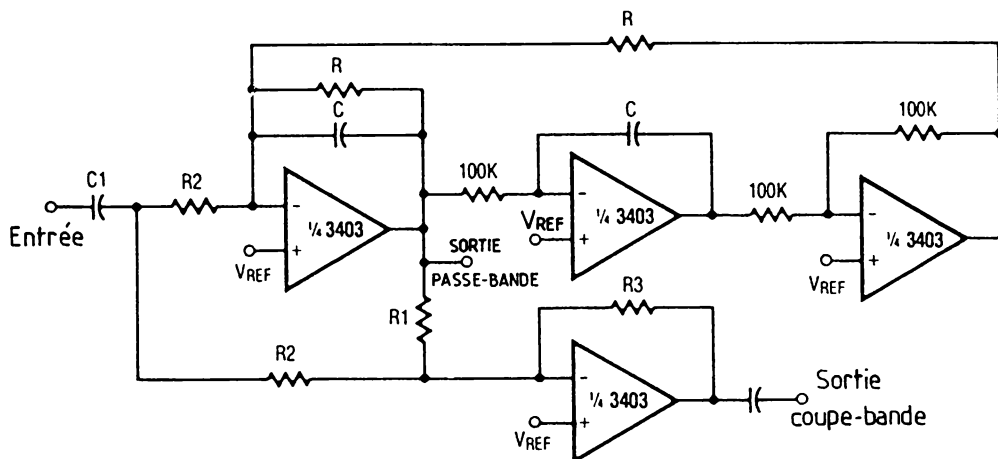 R
R
C
C
100K
C1
R2
100K
100K
-
-
-
Entrée
¼ 3403
VREF
¼ 3403
¼ 3403
+
+
+
VREF
SORTIE
PASSE-BANDE
VREF
R1
R3
R2
-
¼ 3403
Sortie
coupe-bande
+
VREF